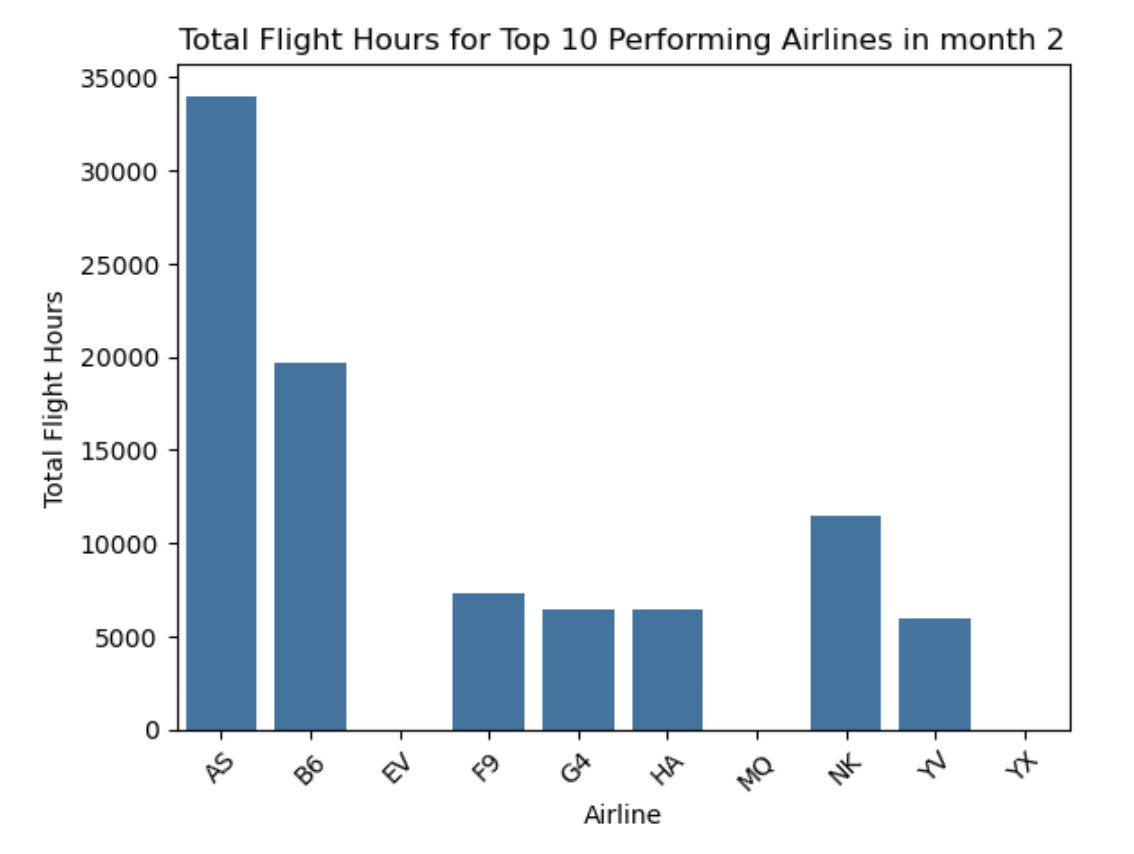 Total Flight Hours for Top 10 Performing Airlines in month 2
35000
30000
25000
20000
15000
10000
5000
0
Total Flight Hours
AS B6 EV F9 G4 HA MQ NK YV YX
Airline